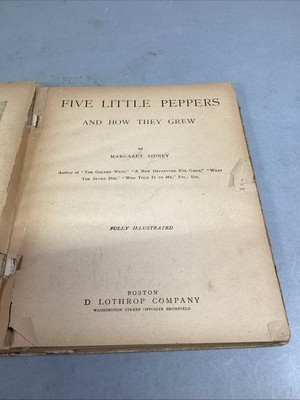 FIVE LITTLE PEPPERS
AND HOW THEY GREW
BY
MARGARET SIDNEY
Author of "The Golden West," "A New Departure For Girls," "What
The Seven Did," "Who Told It to Me," Etc., Etc.
FULLY ILLUSTRATED
BOSTON
D LOTHROP COMPANY
WASHINGTON STREET OPPOSITE BROMFIELD